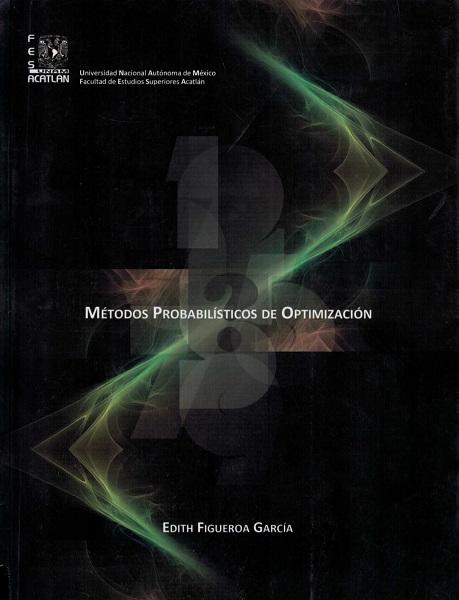 FES
UNAM
ACATLÁN
Universidad Nacional Autónoma de México
Facultad de Estudios Superiores Acatlán
MÉTODOS PROBABILÍSTICOS DE OPTIMIZACIÓN
EDITH FIGUEROA GARCÍA